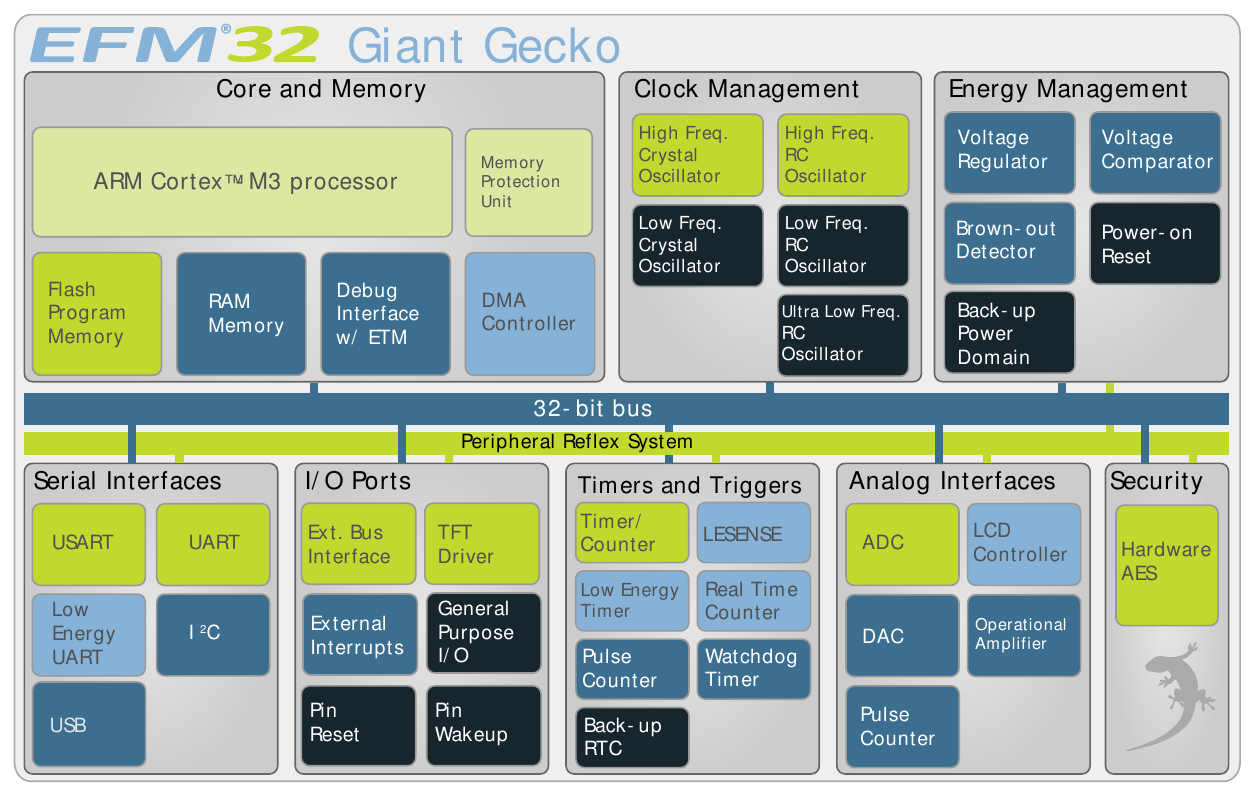 EFM®32 Giant Gecko
Core and Memory
ARM Cortex™ M3 processor
Memory
Protection
Unit
Flash
Program
Memory
RAM
Memory
Debug
Interface
w/ ETM
DMA
Controller
Clock Management
High Freq.
Crystal
Oscillator
High Freq.
RC
Oscillator
Low Freq.
Crystal
Oscillator
Low Freq.
RC
Oscillator
Ultra Low Freq.
RC
Oscillator
Energy Management
Voltage
Regulator
Voltage
Comparator
Brown-out
Detector
Power-on
Reset
Back-up
Power
Domain
32-bit bus
Peripheral Reflex System
Serial Interfaces
USART
UART
Low
Energy
UART
I²C
USB
I/O Ports
Ext. Bus
Interface
TFT
Driver
External
Interrupts
General
Purpose
I/O
Pin
Reset
Pin
Wakeup
Timers and Triggers
Timer/
Counter
LESENSE
Low Energy
Timer
Real Time
Counter
Pulse
Counter
Watchdog
Timer
Back-up
RTC
Analog Interfaces
ADC
LCD
Controller
DAC
Operational
Amplifier
Pulse
Counter
Security
Hardware
AES